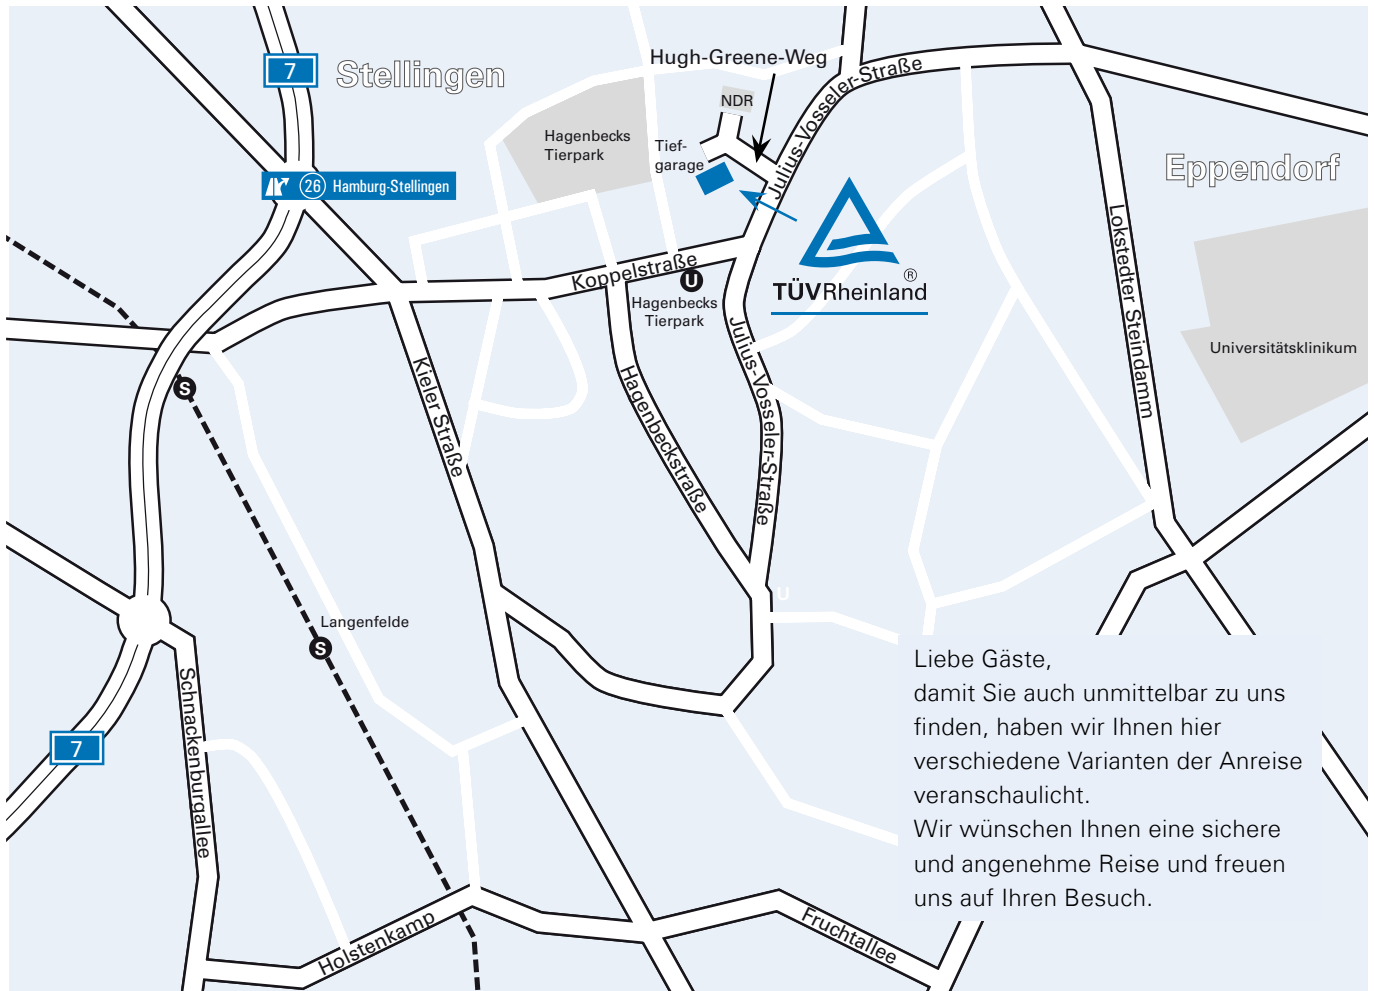 Hugh-Greene-Weg
7
Stellingen
Julius-Vosseler-Straße
NDR
Hagenbecks
Tierpark
Tief-
garage
26 Hamburg-Stellingen
Eppendorf
Lokstedter Steindamm
Koppelstraße
U
Hagenbecks
Tierpark
®
TÜVRheinland
Universitätsklinikum
Julius-Vosseler-Straße
Kieler Straße
Hagenbeckstraße
S
U
Langenfelde
S
Schnackenburgallee
7
Holstenkamp
Fruchtallee
Liebe Gäste,
damit Sie auch unmittelbar zu uns
finden, haben wir Ihnen hier
verschiedene Varianten der Anreise
veranschaulicht.
Wir wünschen Ihnen eine sichere
und angenehme Reise und freuen
uns auf Ihren Besuch.